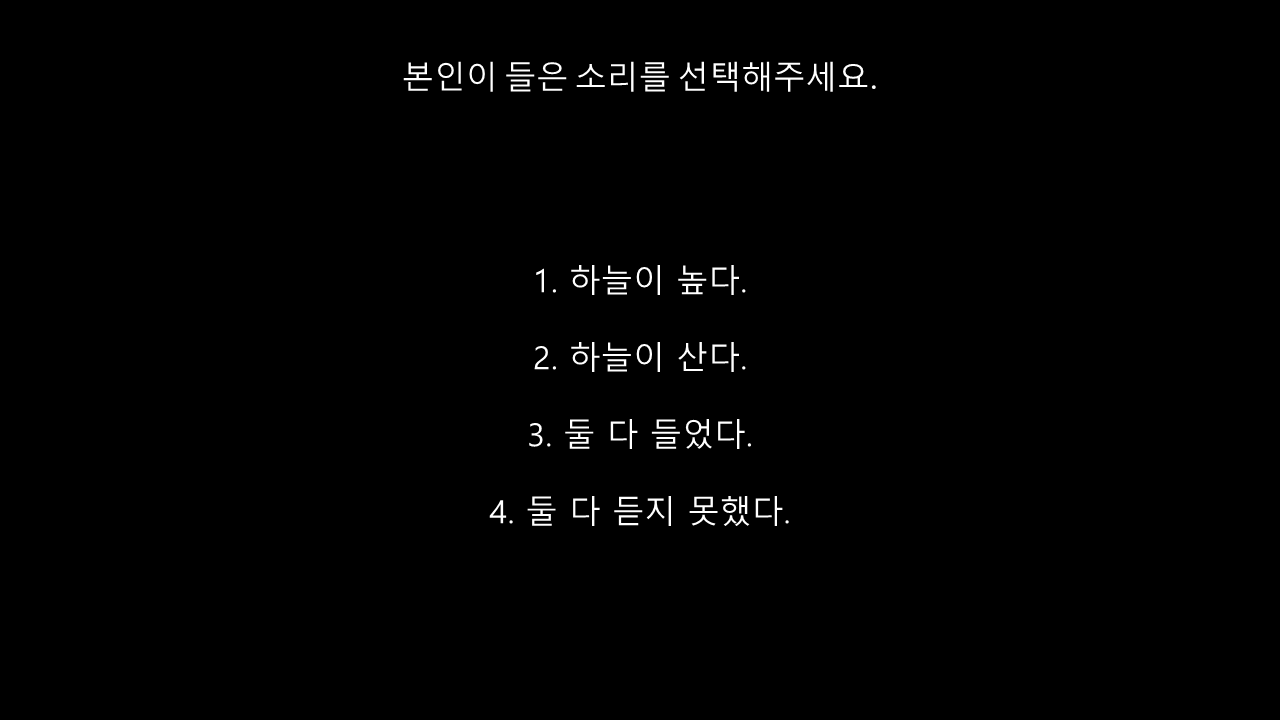 본인이 들은 소리를 선택해주세요.
1. 하늘이 높다.
2. 하늘이 산다.
3. 둘 다 들었다.
4. 둘 다 듣지 못했다.